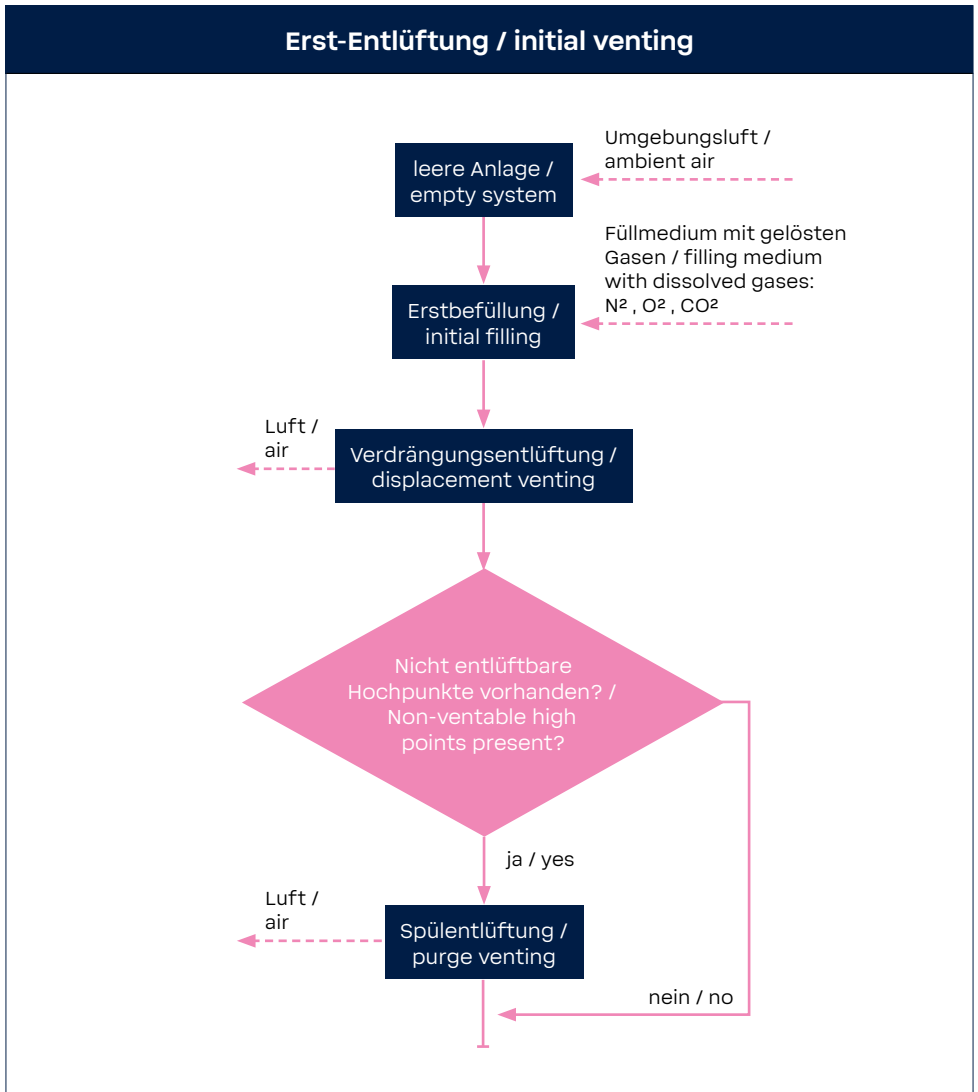 Erst-Entlüftung / initial venting
Umgebungsluft /
ambient air
leere Anlage /
empty system
Füllmedium mit gelösten
Gasen / filling medium
with dissolved gases:
N² , O² , CO²
Erstbefüllung /
initial filling
Luft /
air
Verdrängungsentlüftung /
displacement venting
Nicht entlüftbare
Hochpunkte vorhanden? /
Non-ventable high
points present?
ja / yes
Luft /
air
Spülentlüftung /
purge venting
nein / no